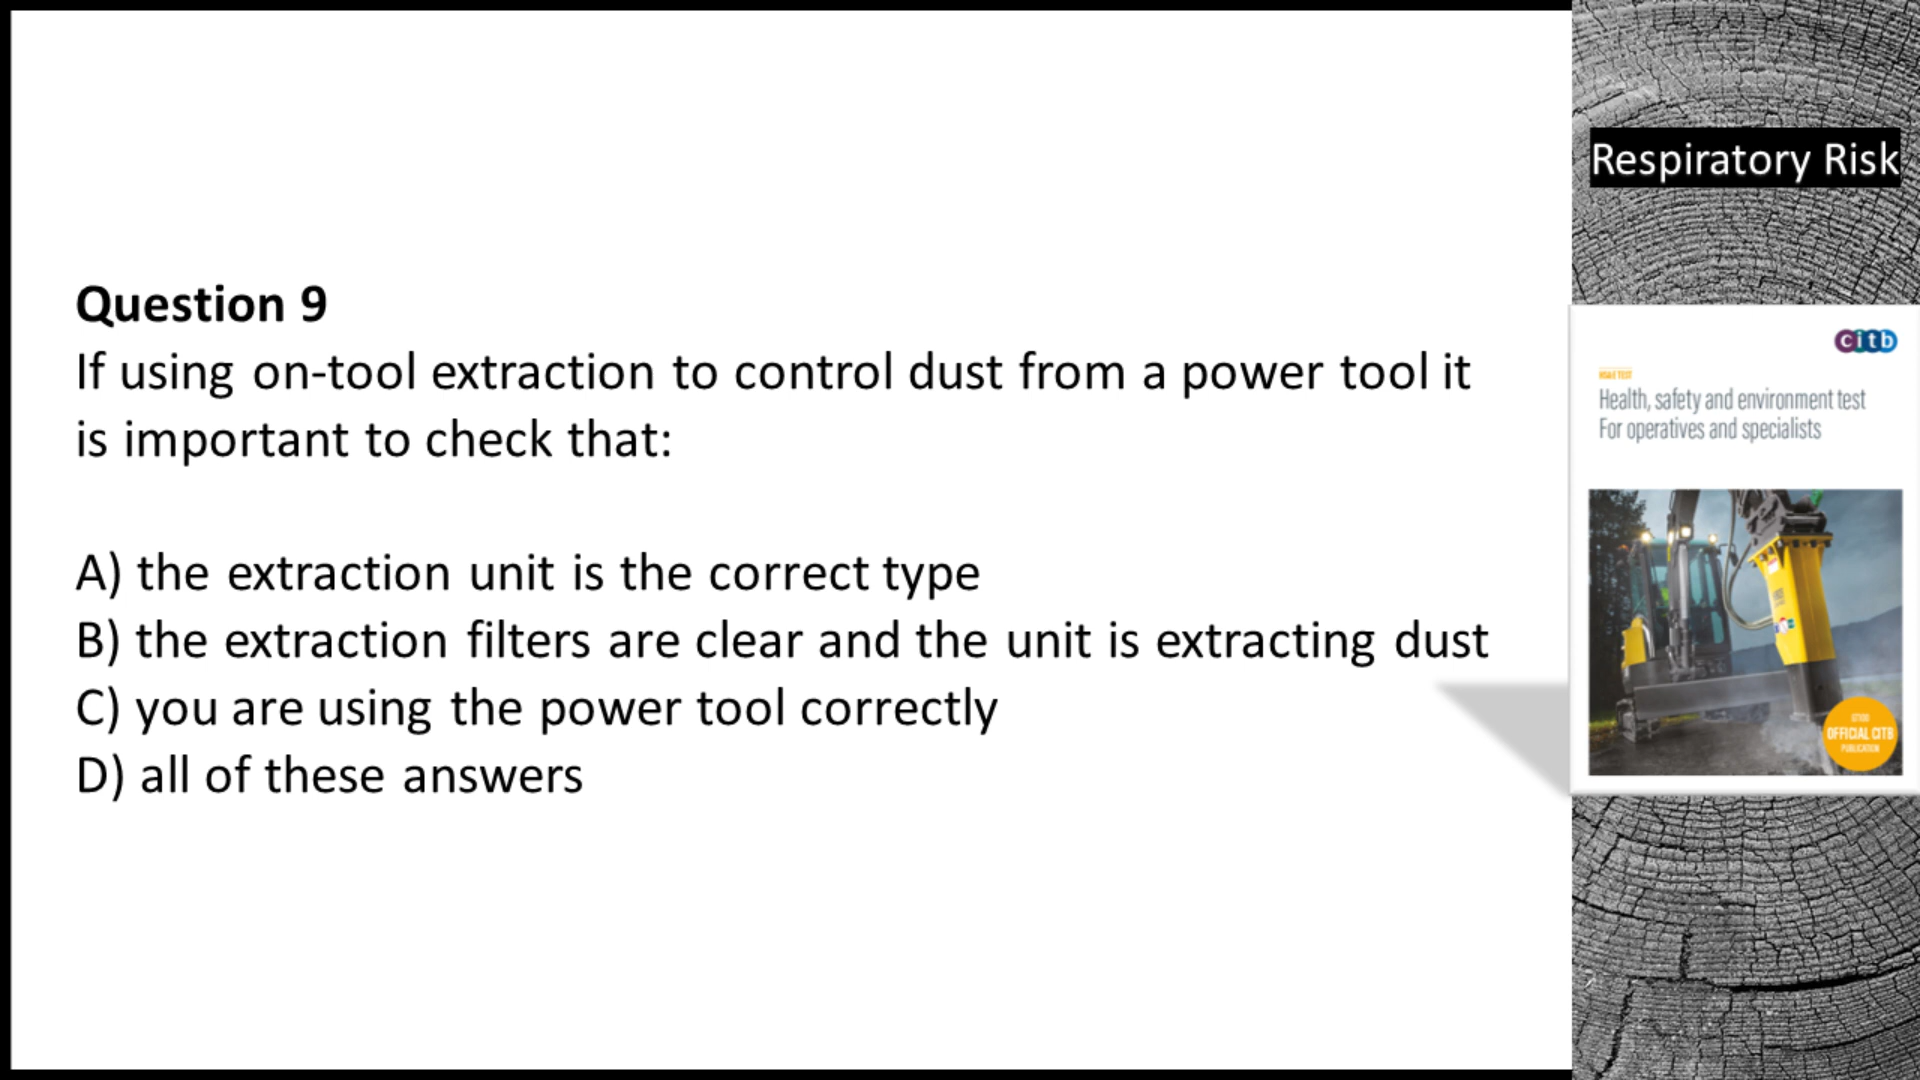 Respiratory Risk
Question 9
If using on-tool extraction to control dust from a power tool it
is important to check that:
A) the extraction unit is the correct type
B) the extraction filters are clear and the unit is extracting dust
C) you are using the power tool correctly
D) all of these answers
citb
HS&E TEST
Health, safety and environment test
For operatives and specialists
OFFICIAL CITB
PUBLICATION